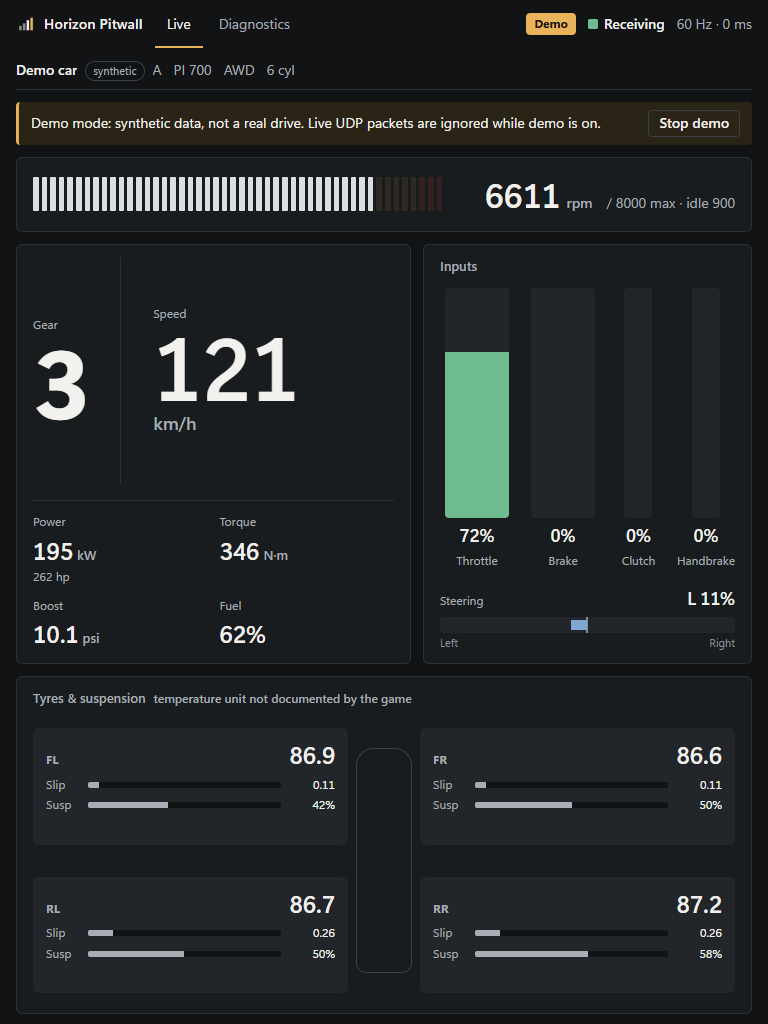 Horizon Pitwall Live Diagnostics Demo Receiving 60 Hz · 0 ms
Demo car synthetic A PI 700 AWD 6 cyl
Demo mode: synthetic data, not a real drive. Live UDP packets are ignored while demo is on. Stop demo
6611 rpm / 8000 max · idle 900
Gear
3
Speed
121
km/h
Power
195 kW
262 hp
Torque
346 N·m
Boost
10.1 psi
Fuel
62%
Inputs
72% 0% 0% 0%
Throttle Brake Clutch Handbrake
Steering L 11%
Left Right
Tyres & suspension temperature unit not documented by the game
FL 86.9
Slip 0.11
Susp 42%
FR 86.6
Slip 0.11
Susp 50%
RL 86.7
Slip 0.26
Susp 50%
RR 87.2
Slip 0.26
Susp 58%